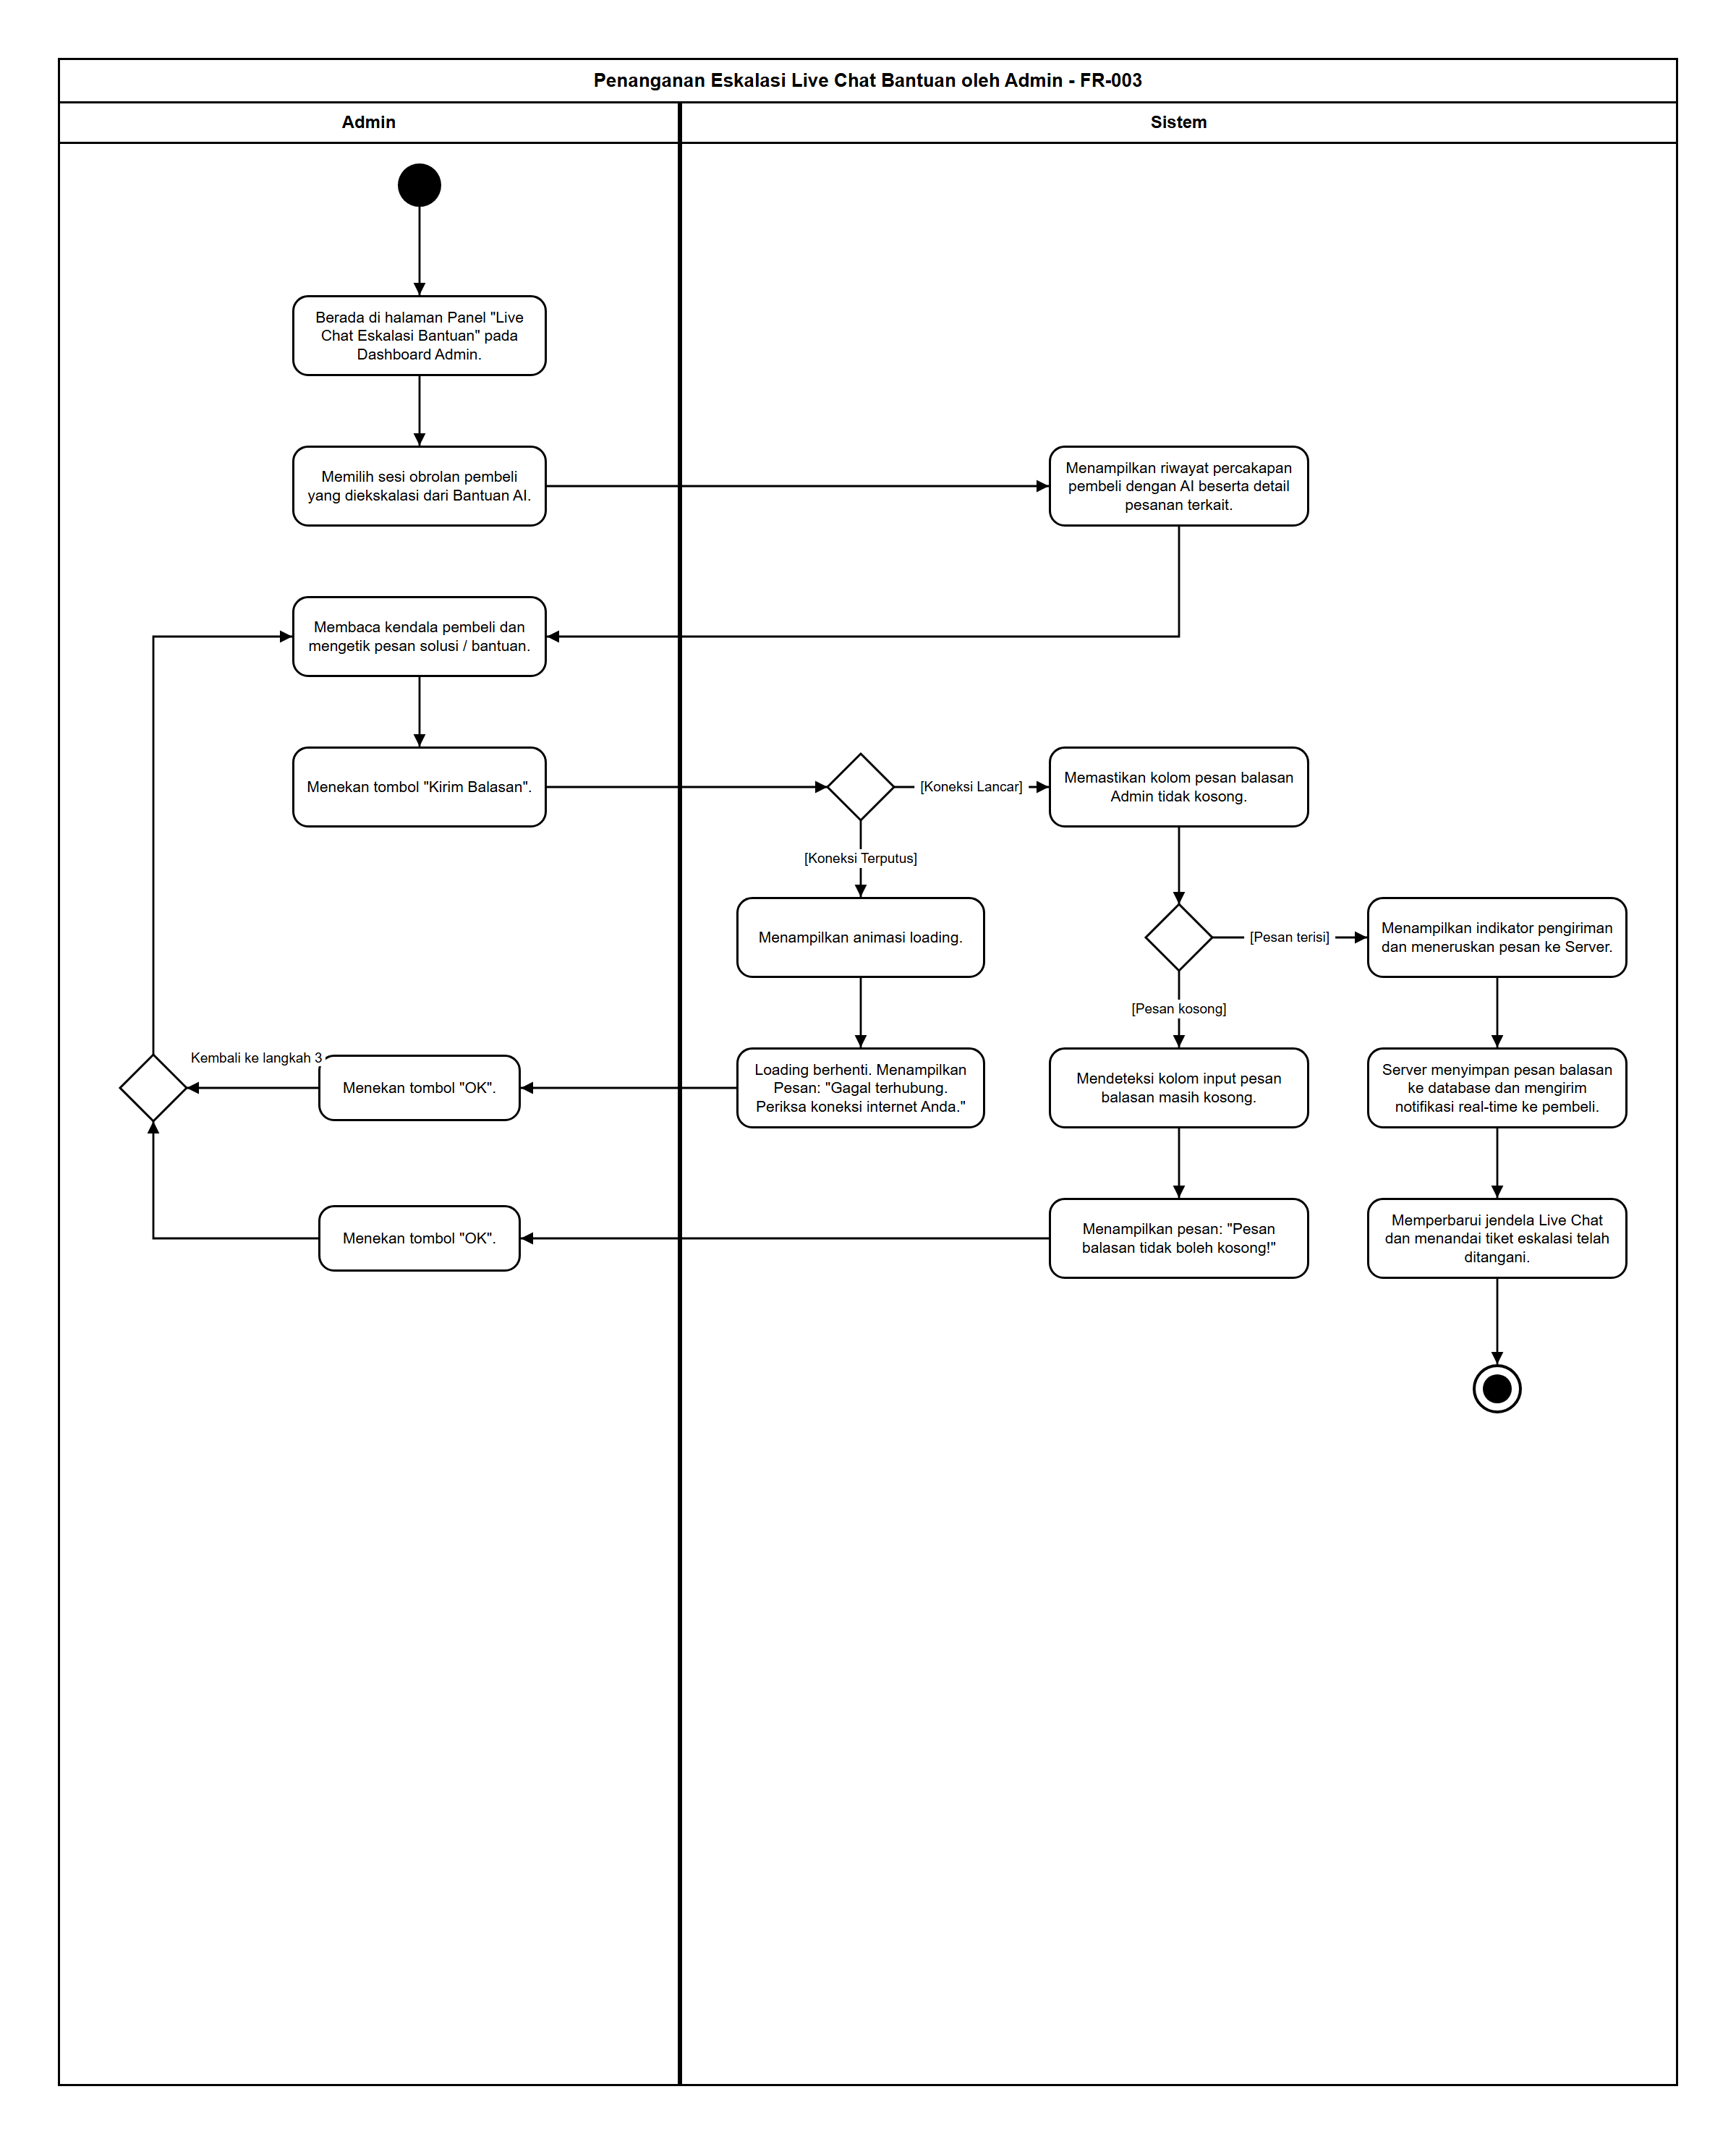 Penanganan Eskalasi Live Chat Bantuan oleh Admin - FR-003
Admin
Sistem
Berada di halaman Panel "Live
Chat Eskalasi Bantuan" pada
Dashboard Admin.
Memilih sesi obrolan pembeli
yang diekskalasi dari Bantuan AI.
Menampilkan riwayat percakapan
pembeli dengan AI beserta detail
pesanan terkait.
Membaca kendala pembeli dan
mengetik pesan solusi / bantuan.
Menekan tombol "Kirim Balasan".
[Koneksi Lancar]
Memastikan kolom pesan balasan
Admin tidak kosong.
[Koneksi Terputus]
Menampilkan animasi loading.
[Pesan terisi]
Menampilkan indikator pengiriman
dan meneruskan pesan ke Server.
[Pesan kosong]
Kembali ke langkah 3
Menekan tombol "OK".
Loading berhenti. Menampilkan
Pesan: "Gagal terhubung.
Periksa koneksi internet Anda."
Mendeteksi kolom input pesan
balasan masih kosong.
Server menyimpan pesan balasan
ke database dan mengirim
notifikasi real-time ke pembeli.
Menekan tombol "OK".
Menampilkan pesan: "Pesan
balasan tidak boleh kosong!"
Memperbarui jendela Live Chat
dan menandai tiket eskalasi telah
ditangani.